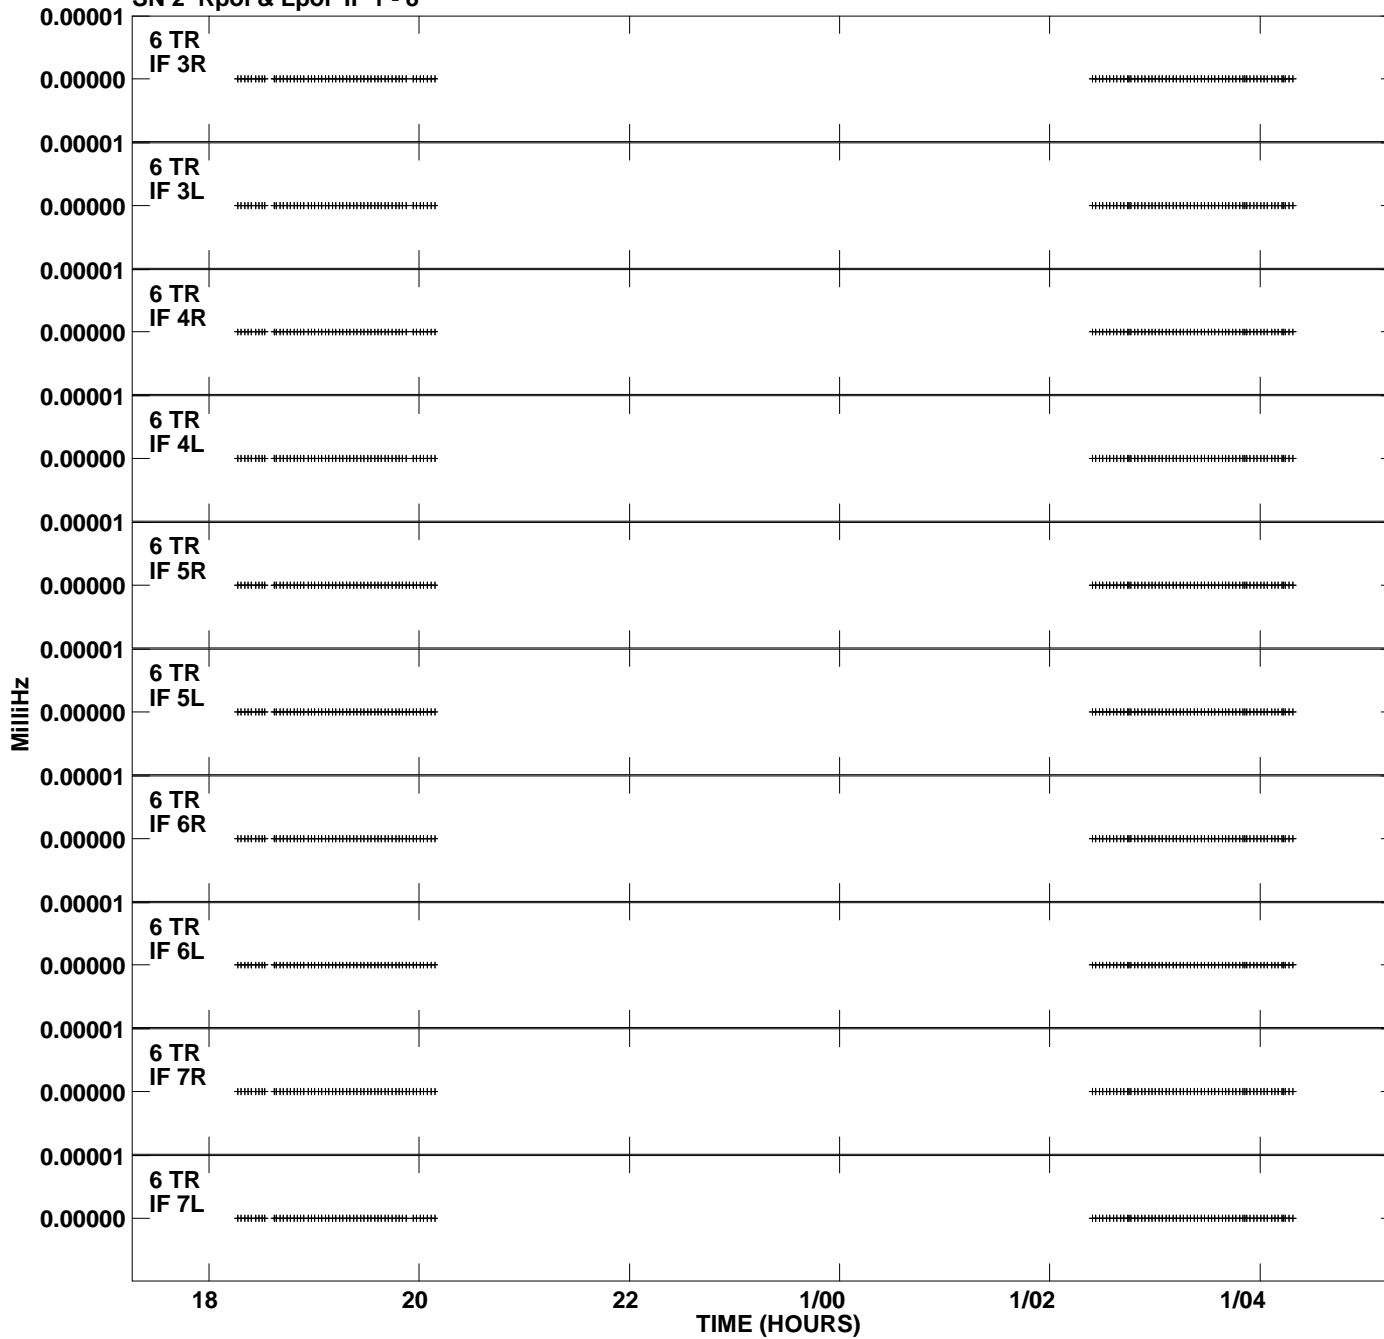 SN 2 Rpol & Lpol IF 1 - 8
0.00001
6 TR
IF 3R
0.00000
0.00001
6 TR
IF 3L
0.00000
0.00001
6 TR
IF 4R
0.00000
0.00001
6 TR
IF 4L
0.00000
0.00001
6 TR
IF 5R
0.00000
0.00001
6 TR
IF 5L
0.00000
MilliHz
0.00001
6 TR
IF 6R
0.00000
0.00001
6 TR
IF 6L
0.00000
0.00001
6 TR
IF 7R
0.00000
0.00001
6 TR
IF 7L
0.00000
18 20 22 1/00 1/02 1/04
TIME (HOURS)